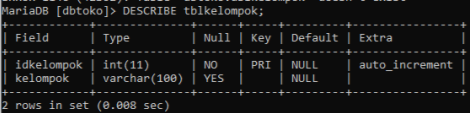 MariaDB [dbtoko]> DESCRIBE tblkelompok;
+------------+--------------+------+-----+---------+----------------+
| Field      | Type         | Null | Key | Default | Extra          |
+------------+--------------+------+-----+---------+----------------+
| idkelompok | int(11)      | NO   | PRI | NULL    | auto_increment |
| kelompok   | varchar(100) | YES  |     | NULL    |                |
+------------+--------------+------+-----+---------+----------------+
2 rows in set (0.008 sec)